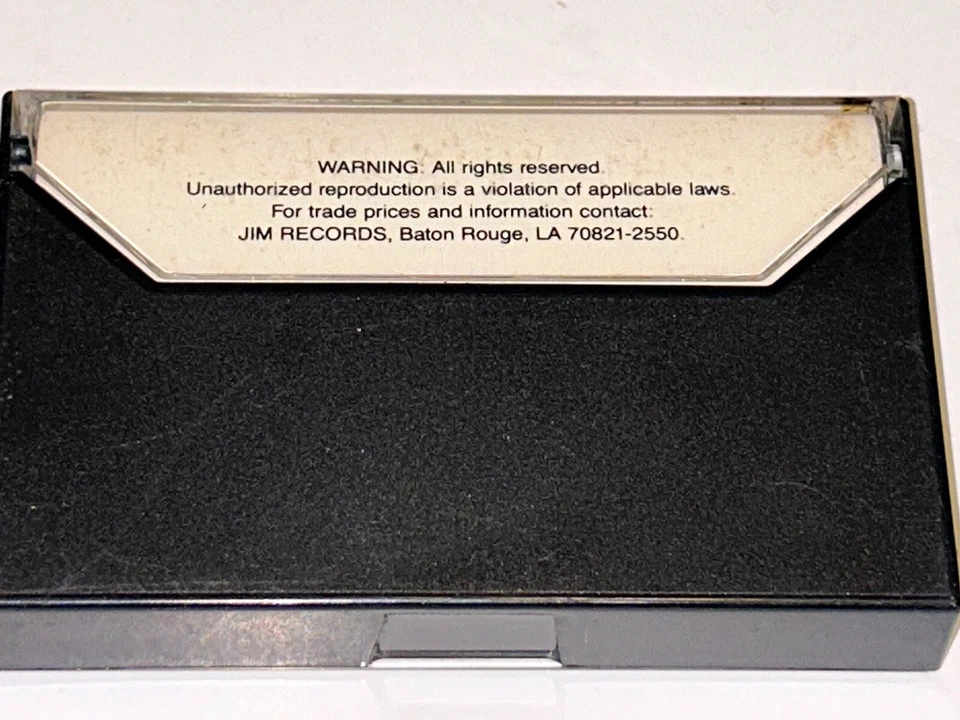 WARNING: All rights reserved.
Unauthorized reproduction is a violation of applicable laws.
For trade prices and information contact:
JIM RECORDS, Baton Rouge, LA 70821-2550.